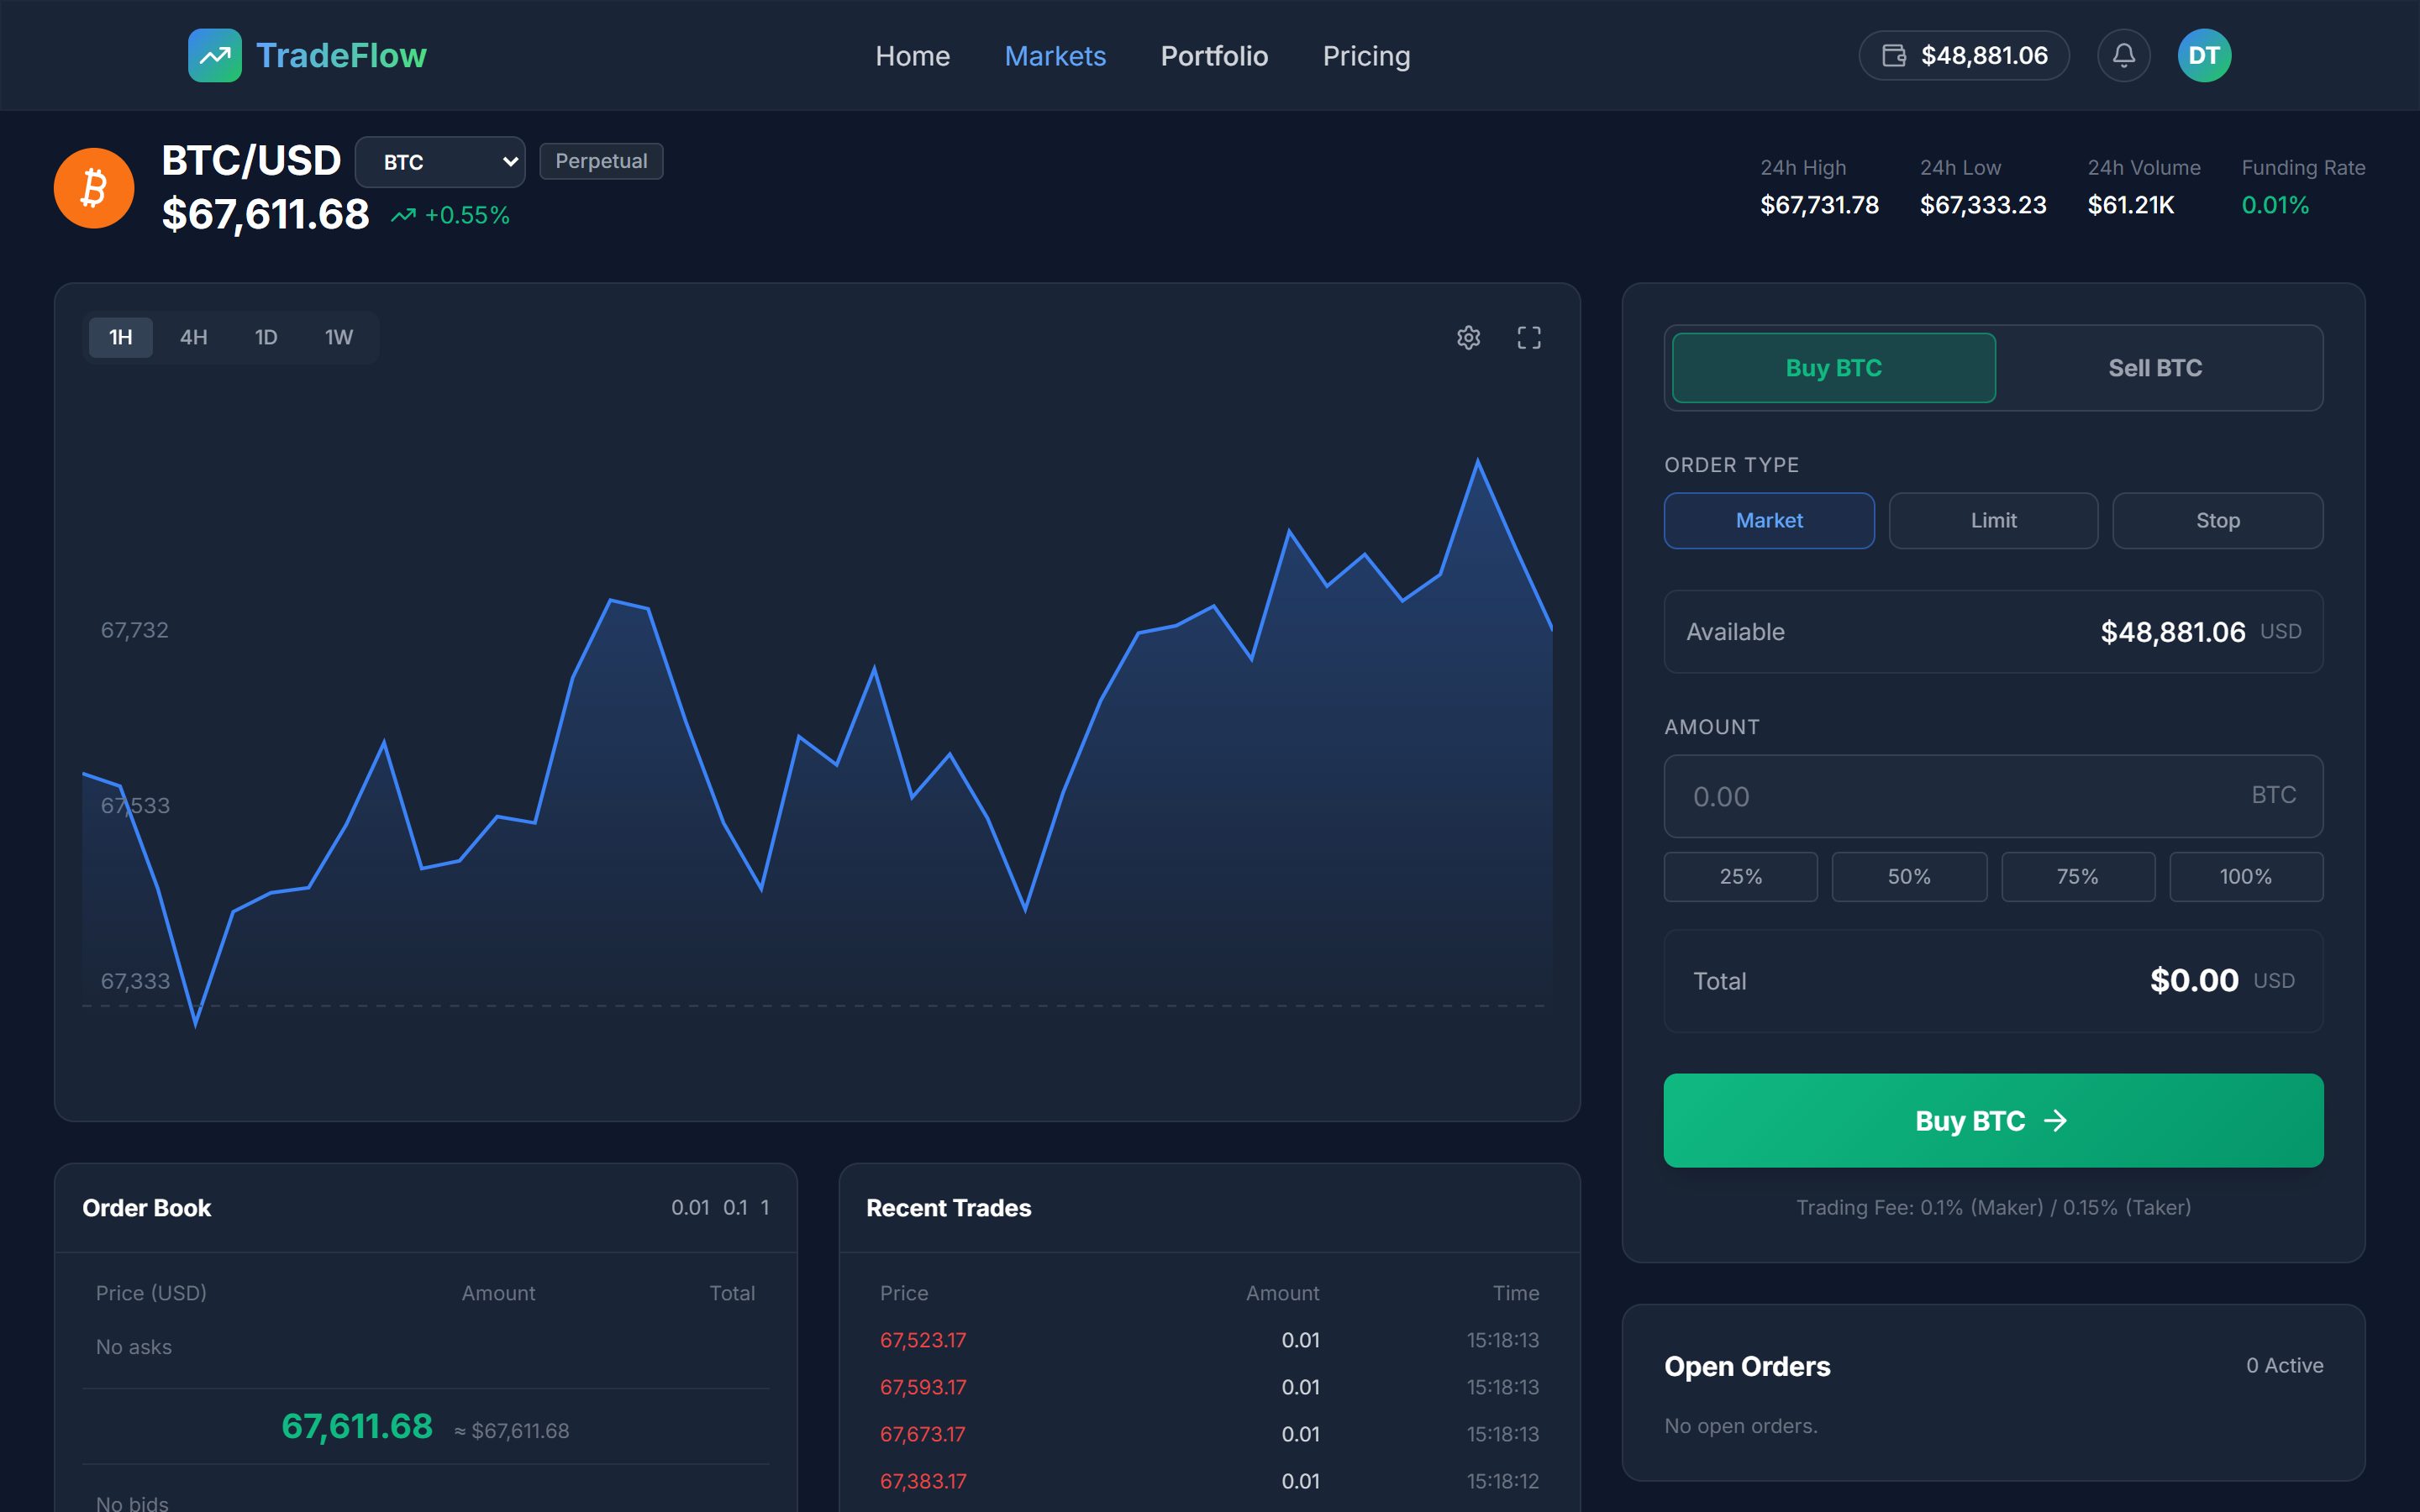 TradeFlow
Home Markets Portfolio Pricing
$48,881.06
DT
BTC/USD BTC Perpetual
$67,611.68 +0.55%
24h High 24h Low 24h Volume Funding Rate
$67,731.78 $67,333.23 $61.21K 0.01%
1H 4H 1D 1W
67,732
67,533
67,333
Buy BTC Sell BTC
ORDER TYPE
Market Limit Stop
Available $48,881.06 USD
AMOUNT
0.00 BTC
25% 50% 75% 100%
Total $0.00 USD
Buy BTC
Trading Fee: 0.1% (Maker) / 0.15% (Taker)
Order Book 0.01 0.1 1
Price (USD) Amount Total
No asks
67,611.68 ≈ $67,611.68
No bids
Recent Trades
Price Amount Time
67,523.17 0.01 15:18:13
67,593.17 0.01 15:18:13
67,673.17 0.01 15:18:13
67,383.17 0.01 15:18:12
Open Orders 0 Active
No open orders.